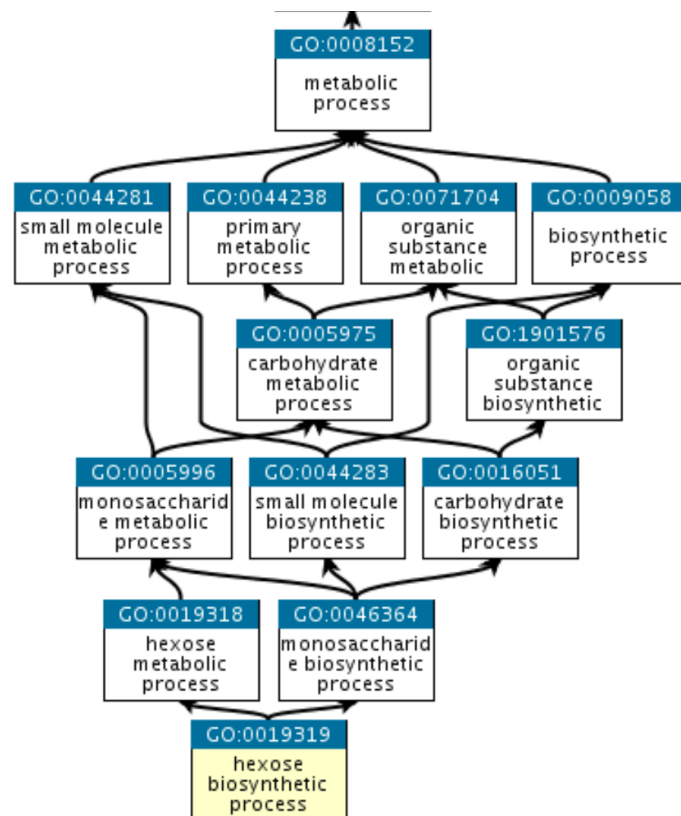 GO:0008152
metabolic
process
GO:0044281
small molecule
metabolic
process
GO:0044238
primary
metabolic
process
GO:0071704
organic
substance
metabolic
GO:0009058
biosynthetic
process
GO:0005975
carbohydrate
metabolic
process
GO:1901576
organic
substance
biosynthetic
GO:0005996
monosaccharid
e metabolic
process
GO:0044283
small molecule
biosynthetic
process
GO:0016051
carbohydrate
biosynthetic
process
GO:0019318
hexose
metabolic
process
GO:0046364
monosaccharid
e biosynthetic
process
GO:0019319
hexose
biosynthetic
process